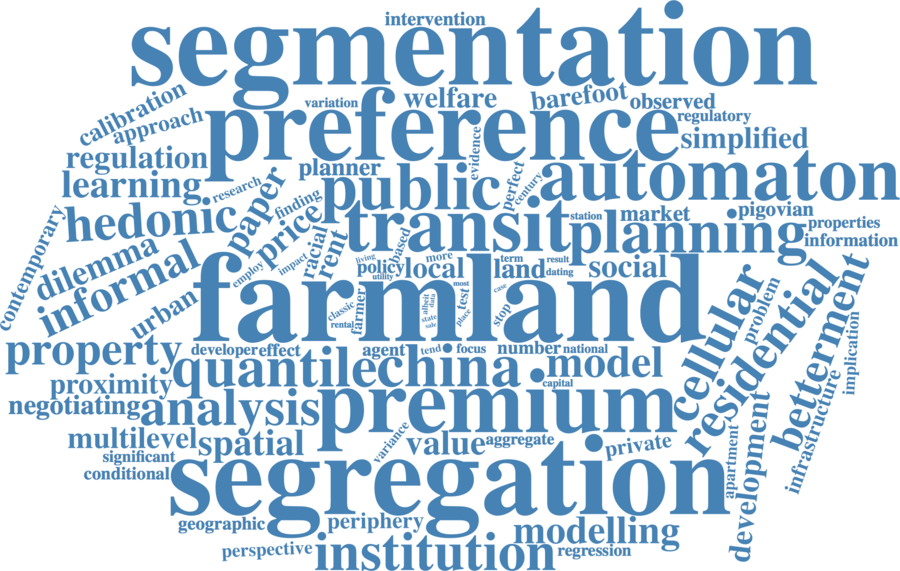 intervention
segmentation
calibration
variation
welfare
barefoot
observed
approach
preference
regulatory
simplified
regulation
planner
evidence
perfect
century
automaton
learning
research
public
hedonic
paper
finding
price
transit
station
market
planning
pigovian
properties
information
contemporary
dilemma
informal
employ
impact
racial
rent
based
living
policy
utility
local
more
term
result
land
dating
social
urban
farmland
classic
rental
farmer
albeit
data
state
sale
most
test
place
case
stop
cellular
problem
residential
betterment
implication
property
developer
effect
agent
tend
focus
number
national
proximity
quantile
china
capital
model
negotiating
analysis
premium
infrastructure
multilevel
spatial
variance
value
aggregate
private
apartment
development
significant
conditional
segregation
geographic
periphery
modelling
perspective
institution
regression